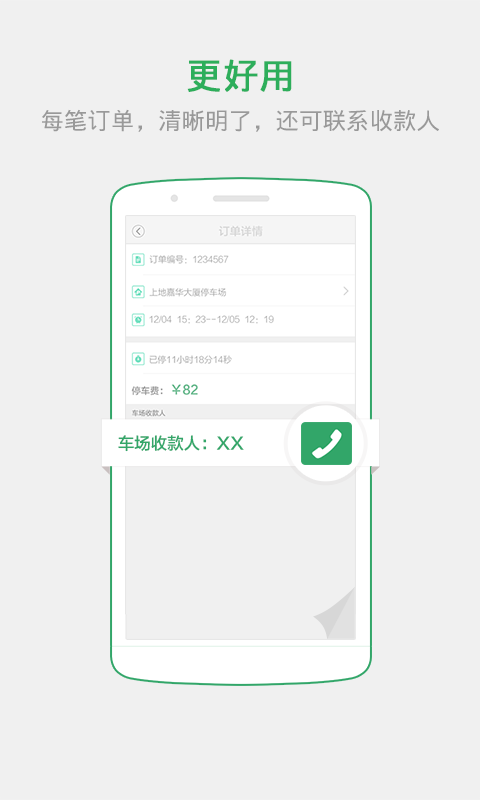 更好用
每笔订单，清晰明了，还可联系收款人
订单详情
订单编号：1234567
上地嘉华大厦停车场
12/04 15：23--12/05 12：19
已停11小时18分14秒
停车费：￥82
车场收款人
车场收款人：XX